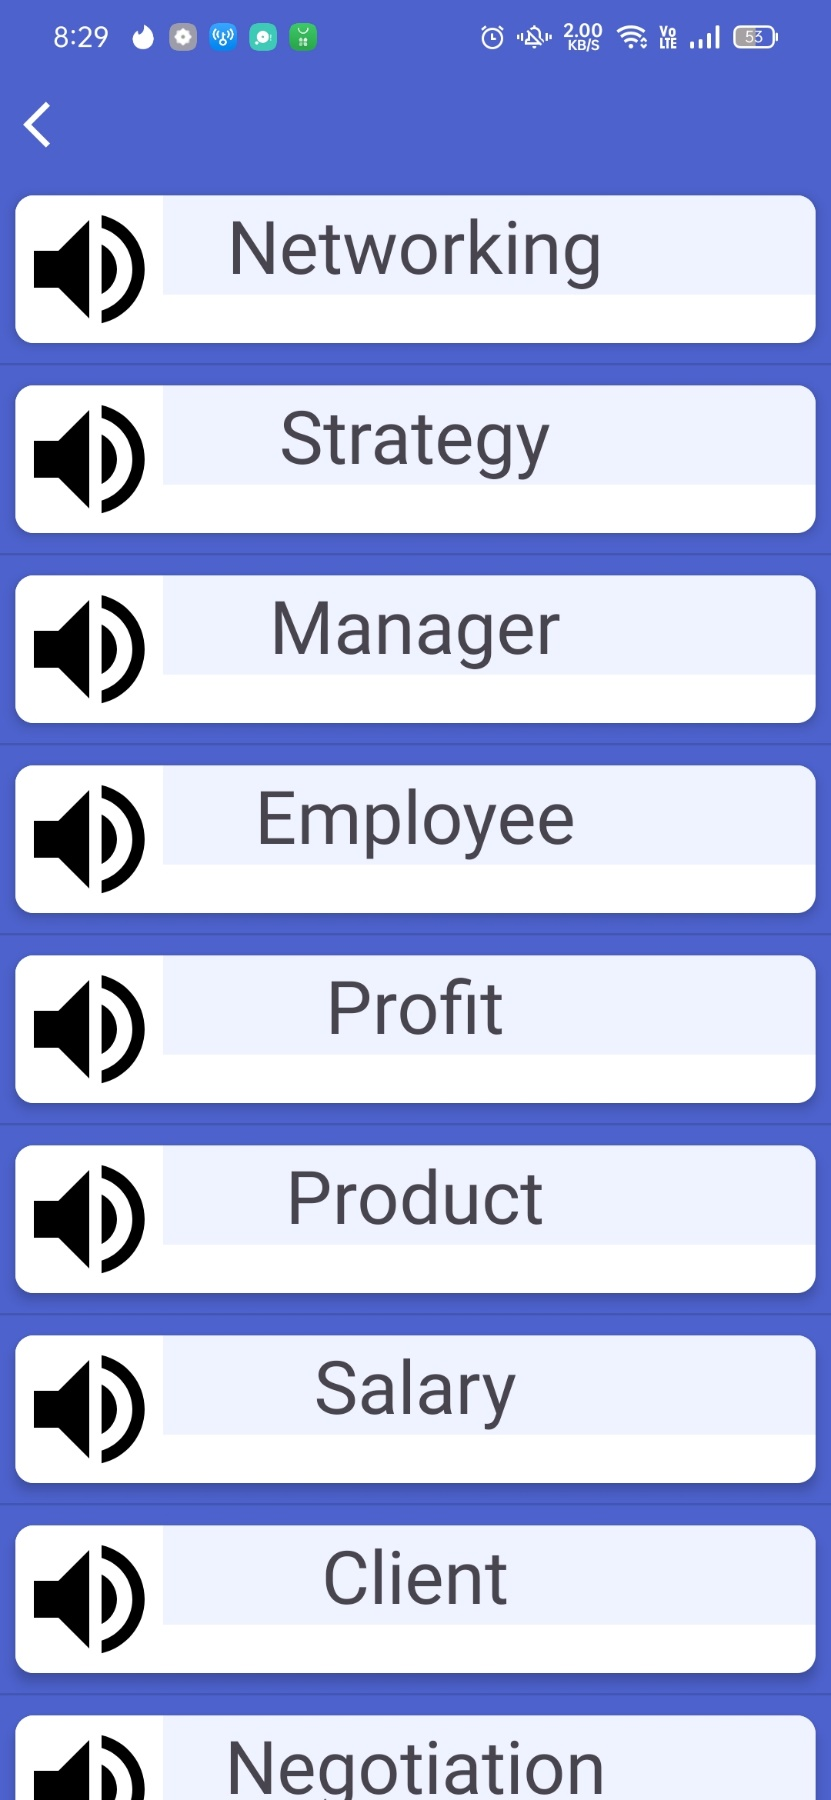 8:29 2.00 KB/S Vo LTE 53
Networking
Strategy
Manager
Employee
Profit
Product
Salary
Client
Negotiation